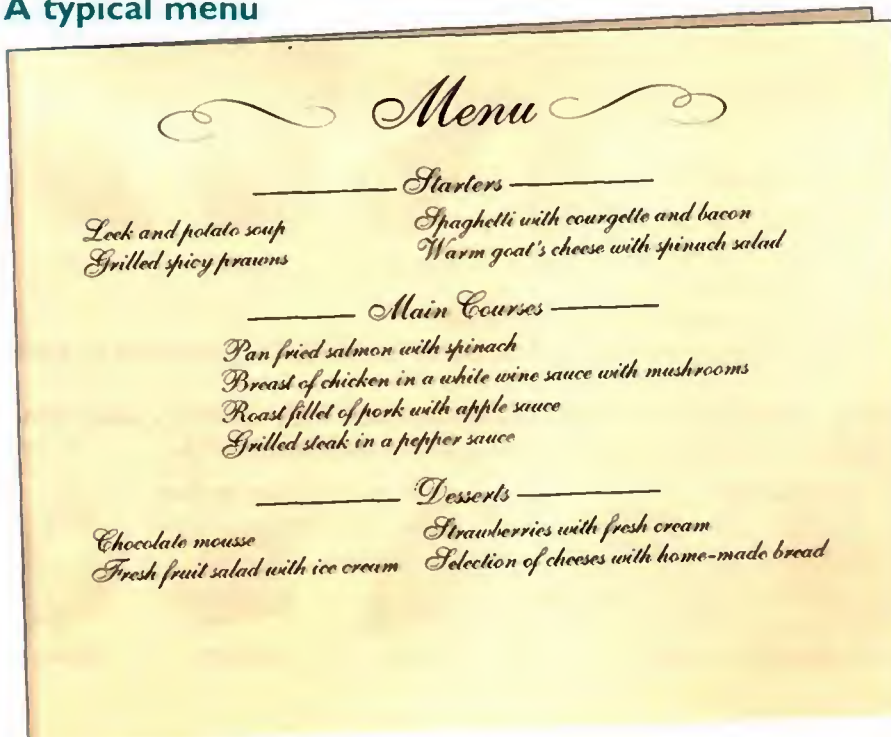 A typical menu
Menu
Starters
Leek and potato soup
Grilled spicy prawns
Spaghetti with courgette and bacon
Warm goat's cheese with spinach salad
Main Courses
Pan fried salmon with spinach
Breast of chicken in a white wine sauce with mushrooms
Roast fillet of pork with apple sauce
Grilled steak in a pepper sauce
Desserts
Chocolate mousse
Fresh fruit salad with ice cream
Strawberries with fresh cream
Selection of cheeses with home-made bread